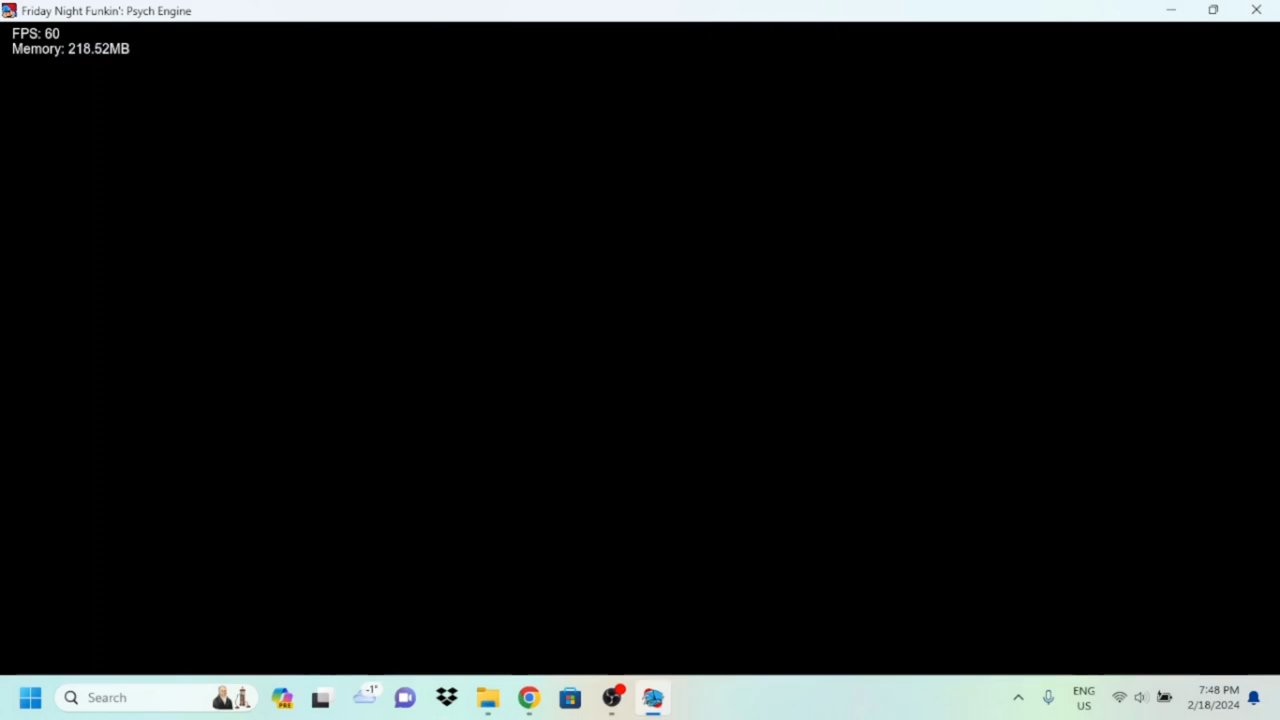 Friday Night Funkin': Psych Engine
FPS: 60
Memory: 218.52MB
Search
PRE
-1°
ENG
US
7:48 PM
2/18/2024